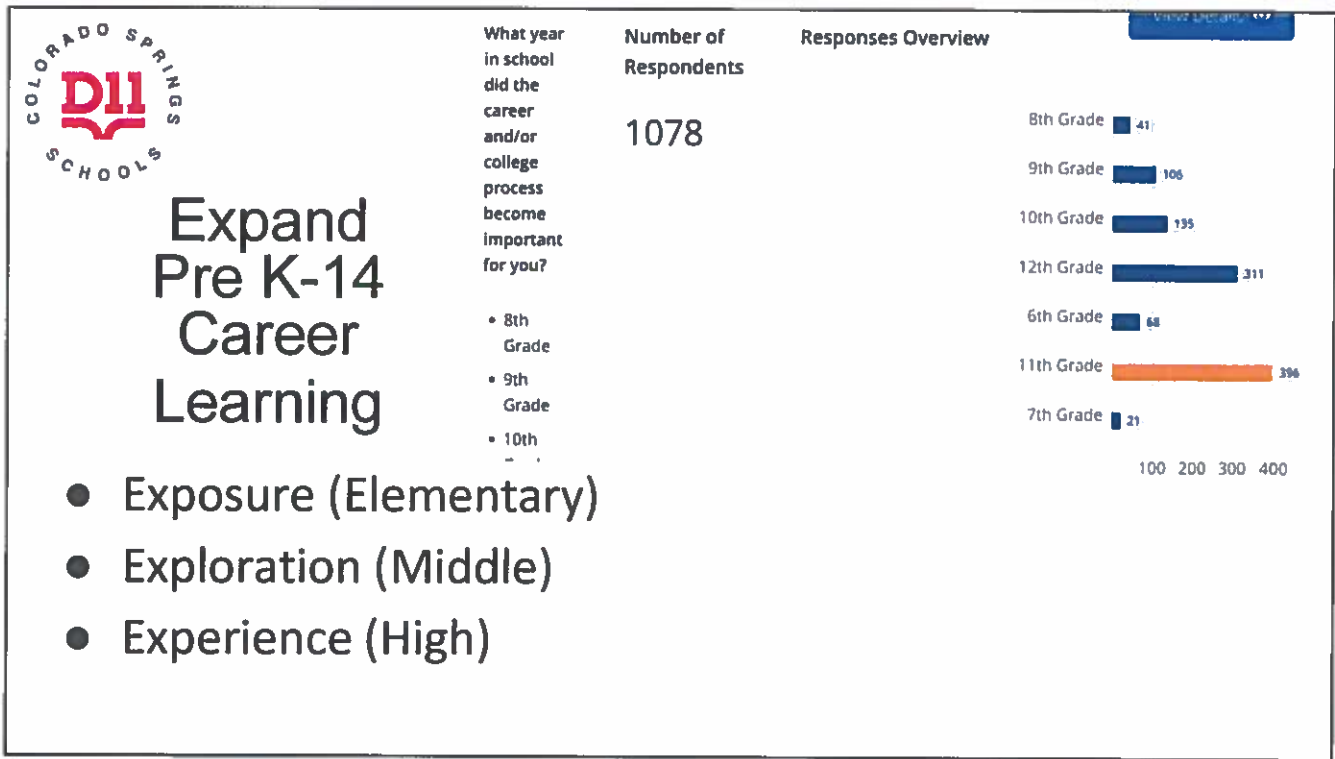 COLORADO SPRINGS
D11
SCHOOLS
Expand
Pre K-14
Career
Learning
What year
in school
did the
career
and/or
college
process
become
important
for you?
• 8th
Grade
• 9th
Grade
• 10th
Number of
Respondents
1078
Responses Overview
View Details
8th Grade 41
9th Grade 106
10th Grade 135
12th Grade 311
6th Grade 68
11th Grade 396
7th Grade 21
100 200 300 400
• Exposure (Elementary)
• Exploration (Middle)
• Experience (High)